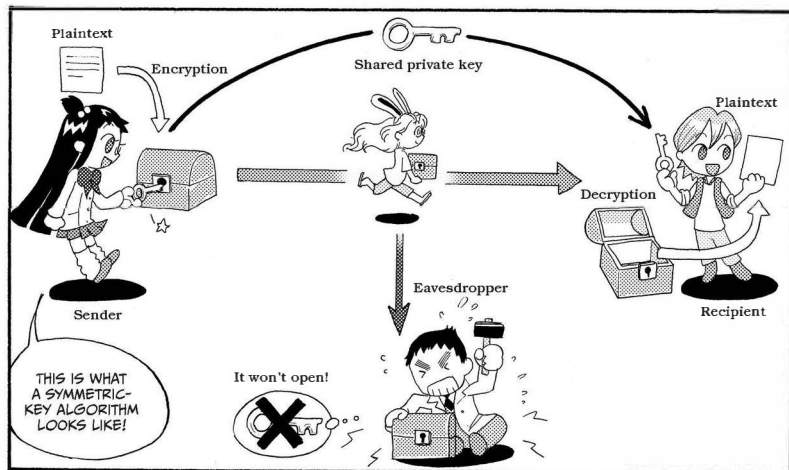 Plaintext
Encryption
Shared private key
Plaintext
Decryption
Sender
Eavesdropper
Recipient
It won't open!
THIS IS WHAT
A SYMMETRIC-
KEY ALGORITHM
LOOKS LIKE!